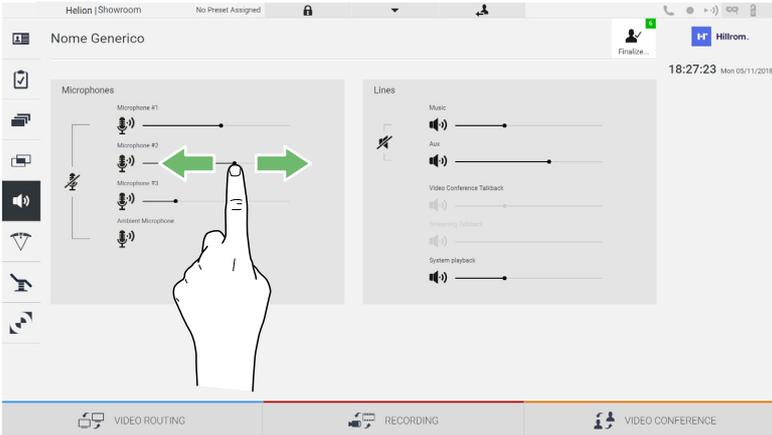 Helion | Showroom
No Preset Assigned
Nome Generico
6
Finalize...
Hr
Hillrom.
18:27:23 Mon 05/11/2018
Microphones
Microphone #1
Microphone #2
Microphone #3
Ambient Microphone
Lines
Music
Aux
Video Conference Talkback
Streaming Talkback
System playback
VIDEO ROUTING
RECORDING
VIDEO CONFERENCE